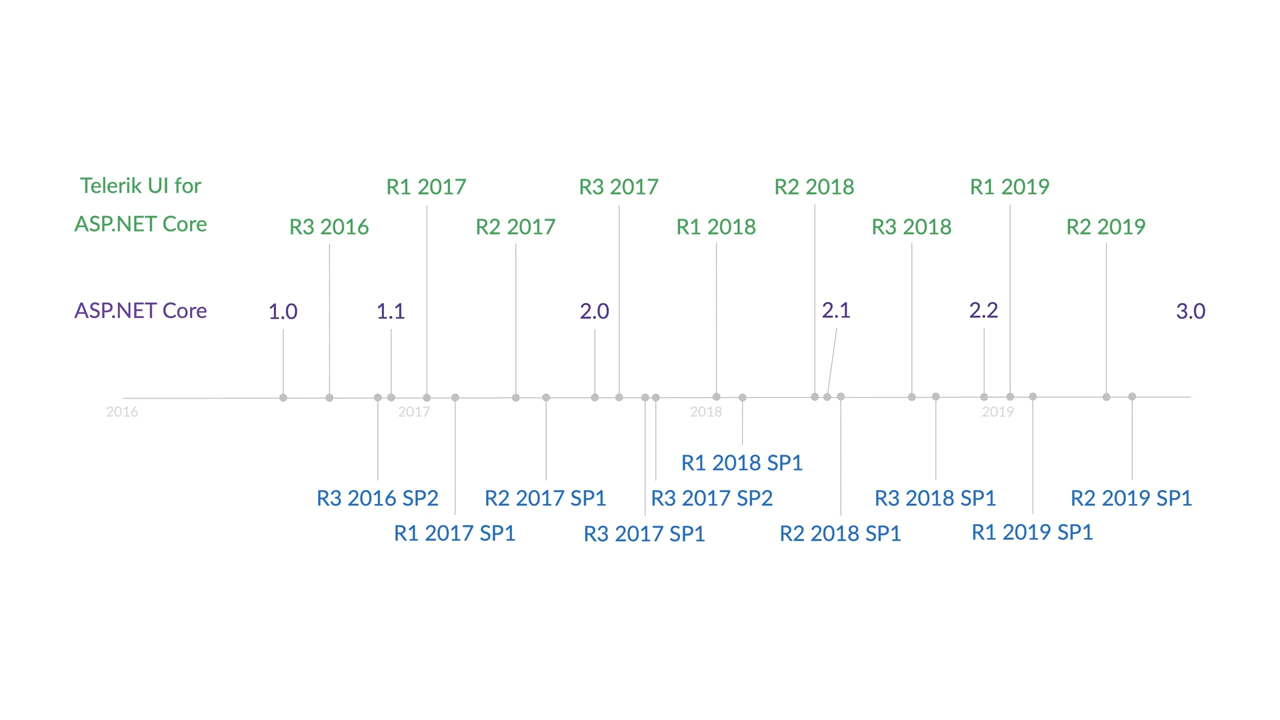 Telerik UI for
R1 2017
R3 2017
R2 2018
R1 2019
ASP.NET Core
R3 2016
R2 2017
R1 2018
R3 2018
R2 2019
ASP.NET Core
1.0
1.1
2.0
2.1
2.2
3.0
2016
2017
2018
2019
R1 2018 SP1
R3 2016 SP2
R2 2017 SP1
R3 2017 SP2
R3 2018 SP1
R2 2019 SP1
R1 2017 SP1
R3 2017 SP1
R2 2018 SP1
R1 2019 SP1